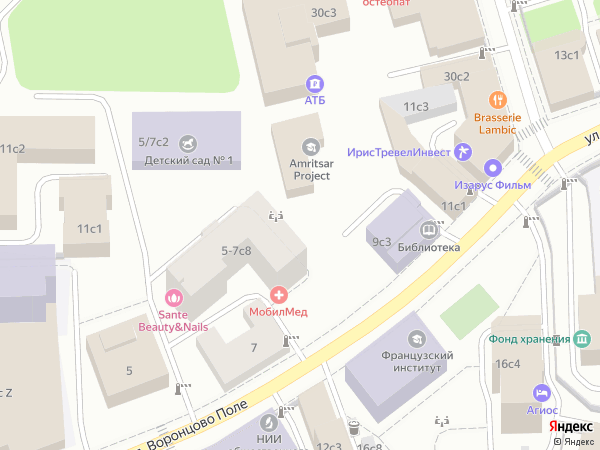 остеопат
30с3
13с1
30с2
АТБ
11с3
Brasserie
Lambic
ул
5/7с2
Детский сад № 1
11с2
Amritsar
Project
ИрисТревелИнвест
Изарус Фильм
11с1
11с1
9с3
Библиотека
5-7с8
Sante
Beauty&Nails
МобилМед
7
5
Фонд хранения
Французский
институт
16с4
с Z
Агиос
Воронцово Поле
НИИ
12с3
16с8
Яндекс
© Яндекс